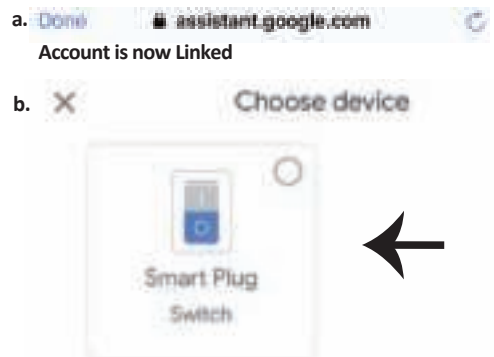 a. Done assistant.google.com
Account is now Linked
b. Choose device
Smart Plug
Switch